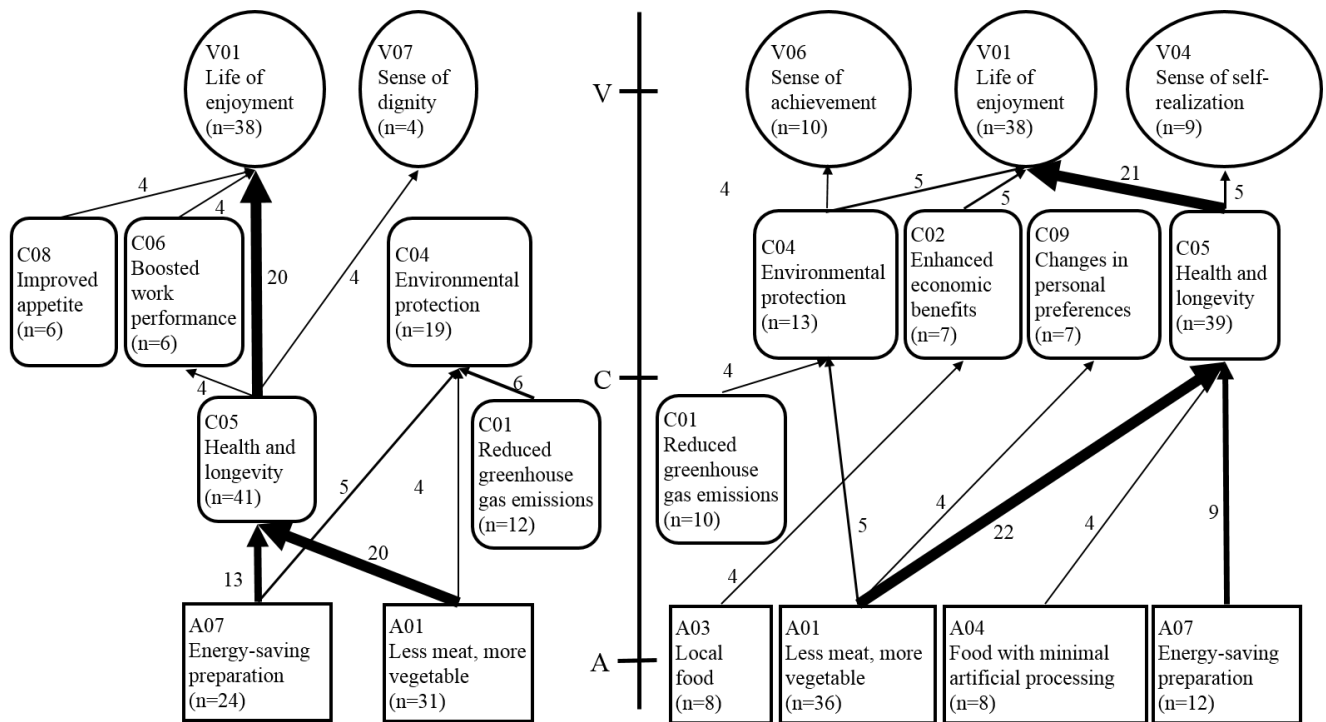 V01
Life of
enjoyment
(n=38)
V07
Sense of
dignity
(n=4)
4
4
20
4
C08
Improved
appetite
(n=6)
C06
Boosted
work
performance
(n=6)
C04
Environmental
protection
(n=19)
4
6
C05
Health and
longevity
(n=41)
C01
Reduced
greenhouse
gas emissions
(n=12)
5
4
13
20
A07
Energy-saving
preparation
(n=24)
A01
Less meat, more
vegetable
(n=31)
V
C
A
V06
Sense of
achievement
(n=10)
V01
Life of
enjoyment
(n=38)
V04
Sense of self-
realization
(n=9)
4
5
5
21
5
C04
Environmental
protection
(n=13)
C02
Enhanced
economic
benefits
(n=7)
C09
Changes in
personal
preferences
(n=7)
C05
Health and
longevity
(n=39)
4
C01
Reduced
greenhouse
gas emissions
(n=10)
4
5
4
22
4
9
A03
Local
food
(n=8)
A01
Less meat, more
vegetable
(n=36)
A04
Food with minimal
artificial processing
(n=8)
A07
Energy-saving
preparation
(n=12)